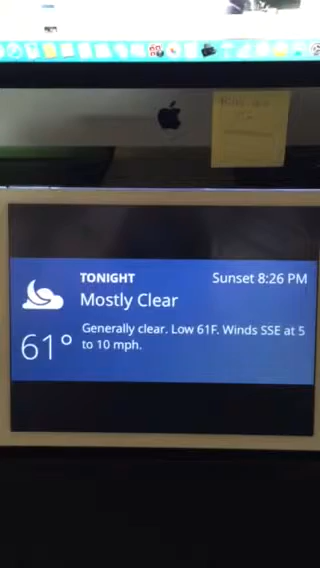 TONIGHT
Sunset 8:26 PM
Mostly Clear
Generally clear. Low 61F. Winds SSE at 5
to 10 mph.
61°